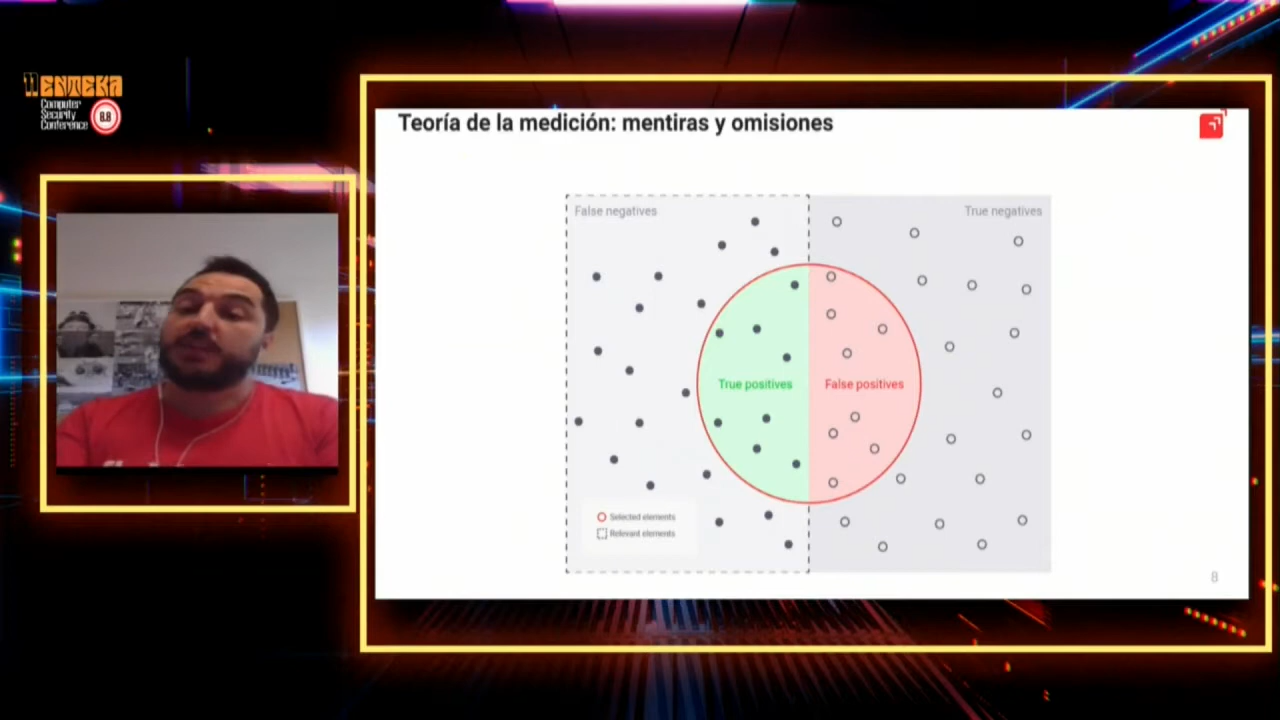 11ENTEKA
Computer
Security
Conference
8.8
Teoría de la medición: mentiras y omisiones
False negatives
True negatives
True positives
False positives
Selected elements
Relevant elements
8